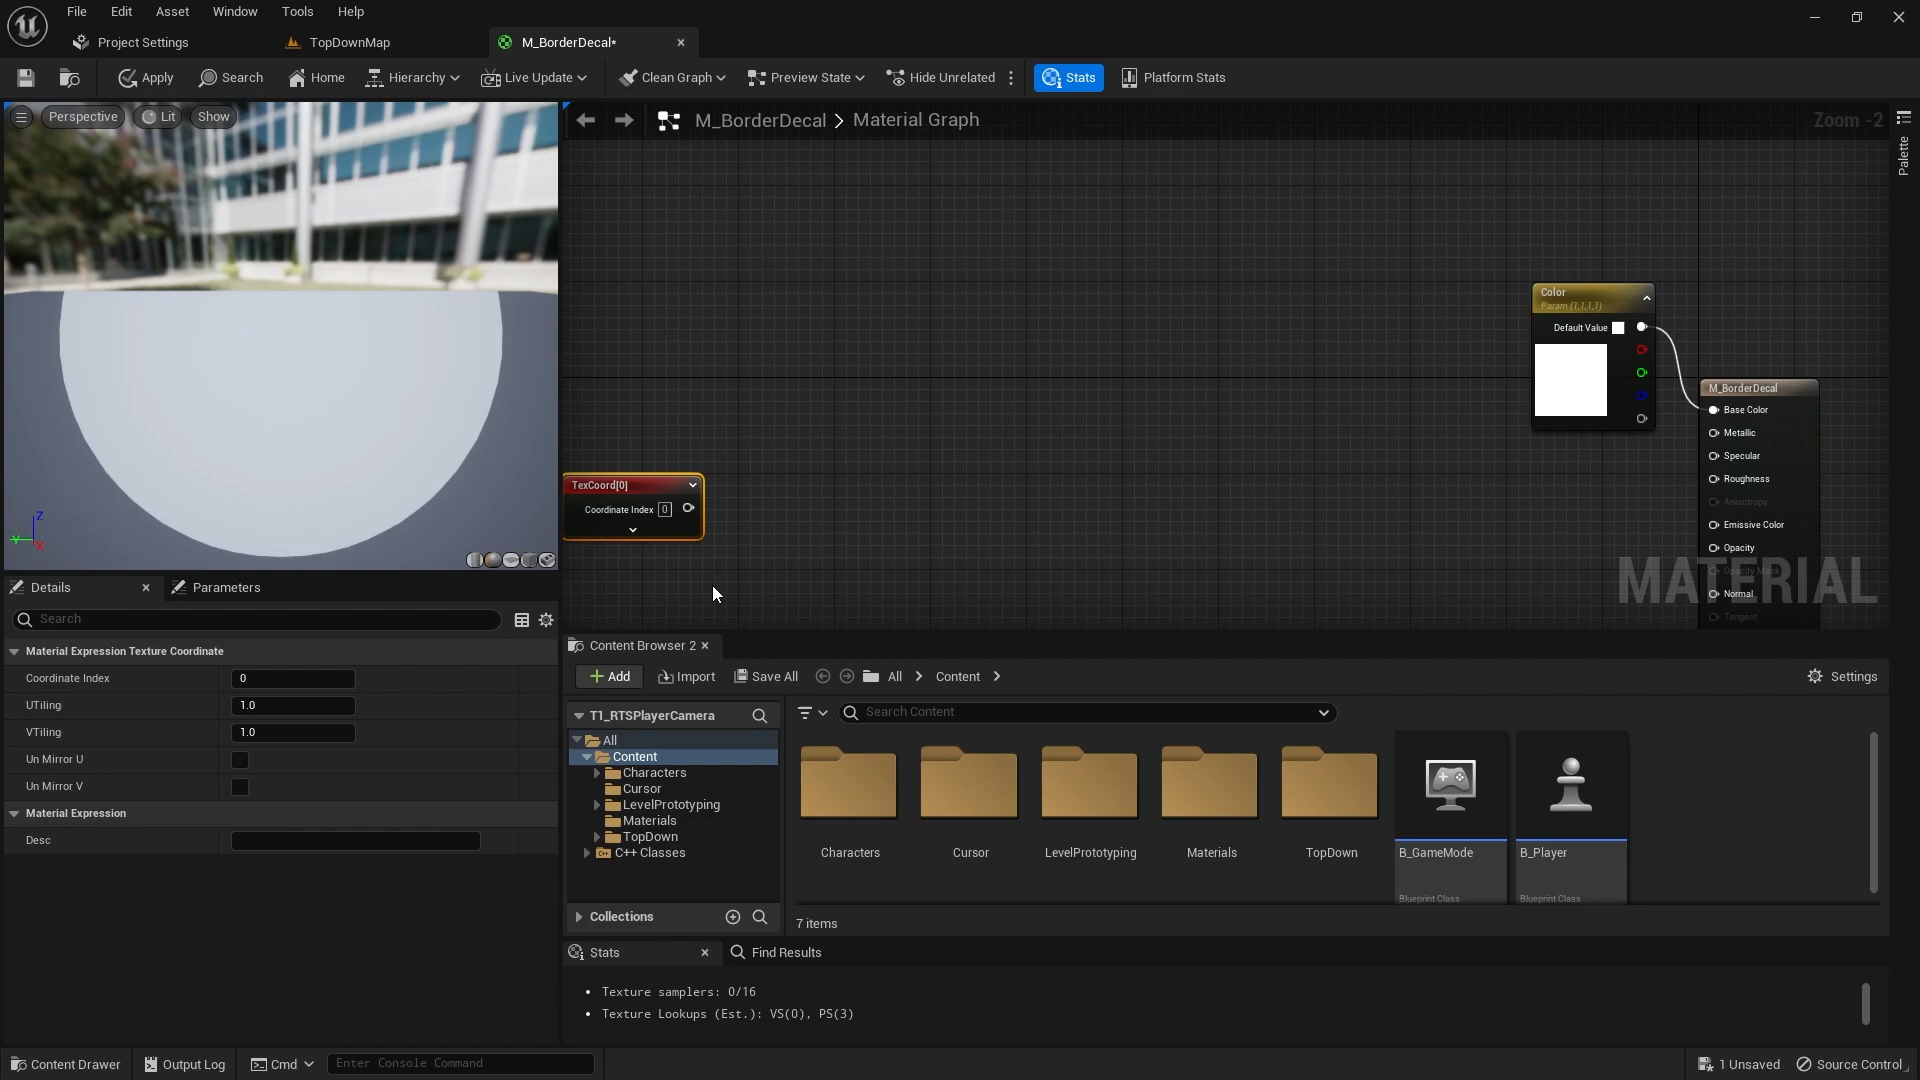 File Edit Asset Window Tools Help
Project Settings TopDownMap M_BorderDecal*
Apply Search Home Hierarchy Live Update Clean Graph Preview State Hide Unrelated Stats Platform Stats
Perspective Lit Show
M_BorderDecal > Material Graph
Zoom -2
Palette
Color
Param (1,1,1,1)
Default Value
M_BorderDecal
Base Color
Metallic
Specular
Roughness
Anisotropy
Emissive Color
Opacity
Opacity Mask
Normal
Tangent
MATERIAL
TexCoord[0]
Coordinate Index 0
Z
Y
X
Details Parameters
Search
Material Expression Texture Coordinate
Coordinate Index 0
UTiling 1.0
VTiling 1.0
Un Mirror U
Un Mirror V
Material Expression
Desc
Content Browser 2
Add Import Save All All Content Settings
T1_RTSPlayerCamera
Search Content
All
Content
Characters
Cursor
LevelPrototyping
Materials
TopDown
C++ Classes
Collections
Characters Cursor LevelPrototyping Materials TopDown B_GameMode B_Player
Blueprint Class Blueprint Class
7 items
Stats Find Results
• Texture samplers: 0/16
• Texture Lookups (Est.): VS(0), PS(3)
Content Drawer Output Log Cmd Enter Console Command 1 Unsaved Source Control